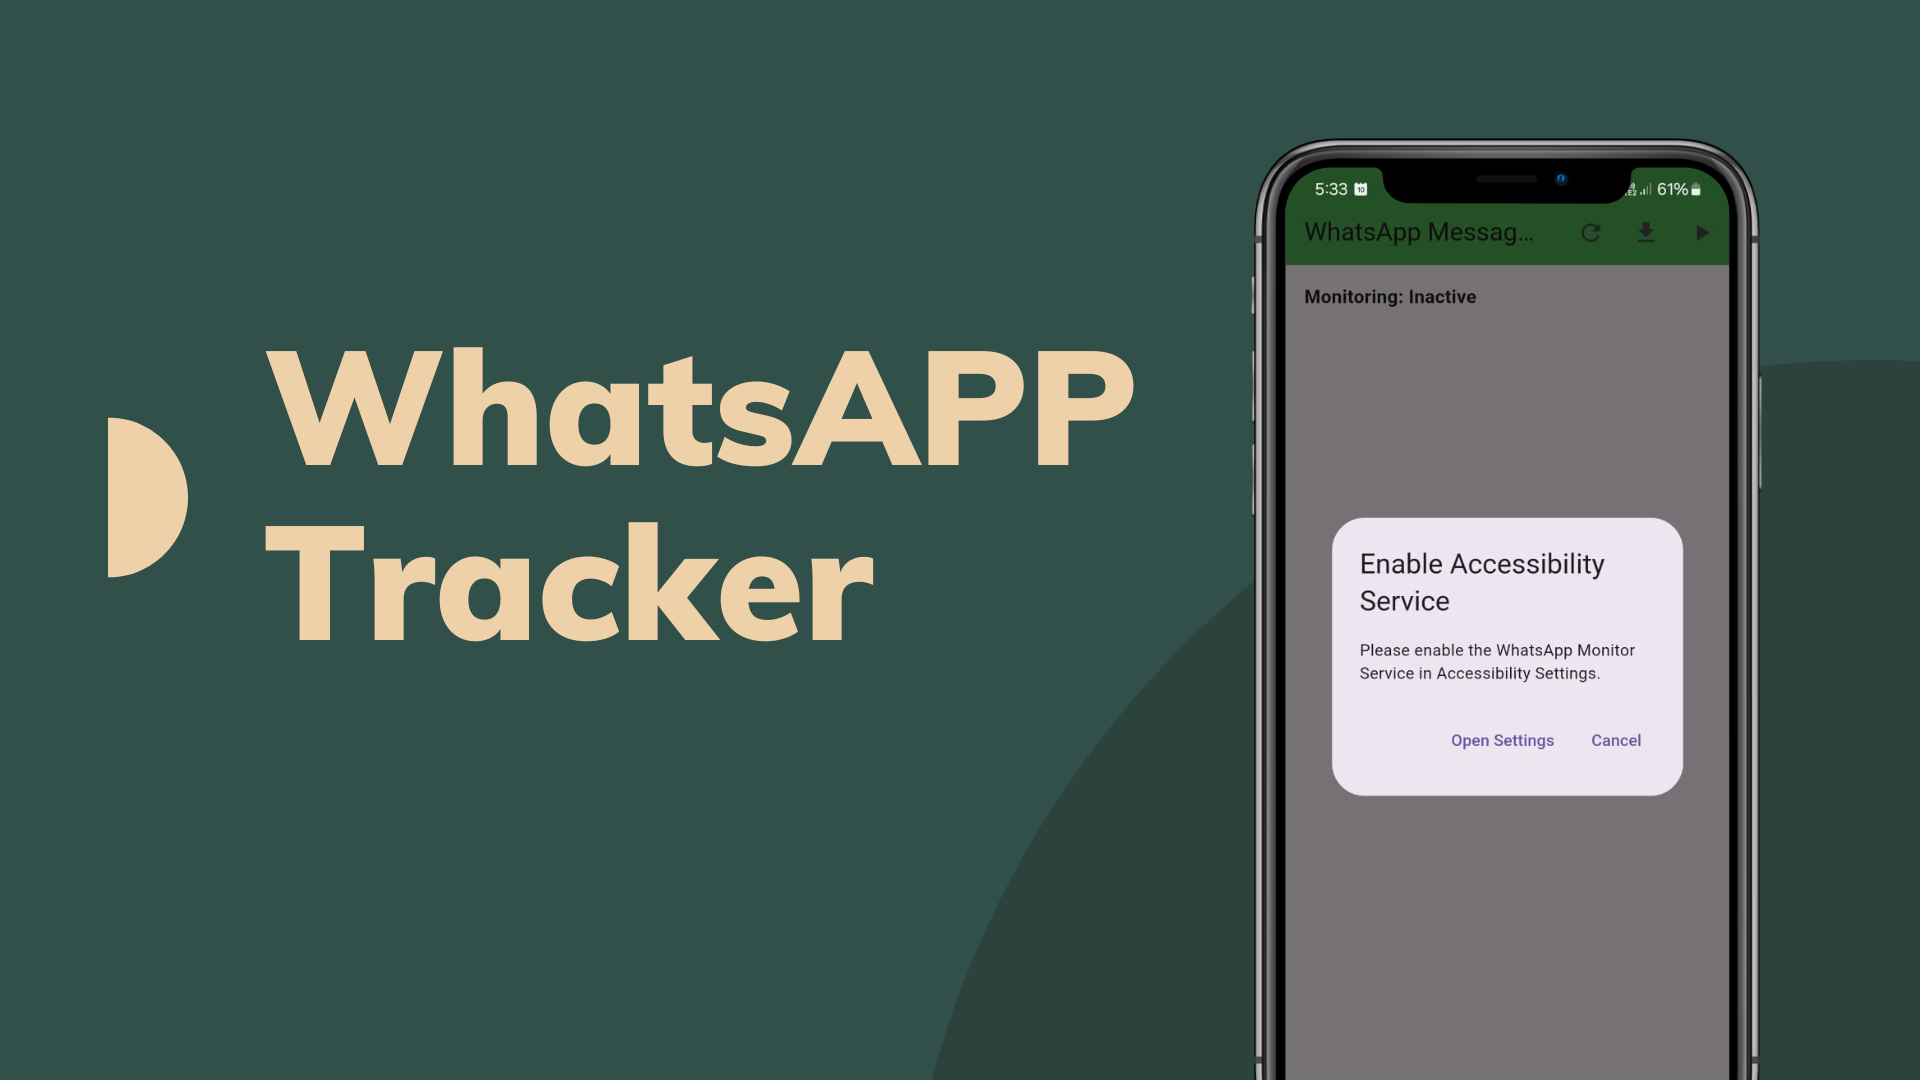 WhatsAPP
Tracker
5:33 10
61%
WhatsApp Messag...
Monitoring: Inactive
Enable Accessibility
Service
Please enable the WhatsApp Monitor
Service in Accessibility Settings.
Open Settings Cancel